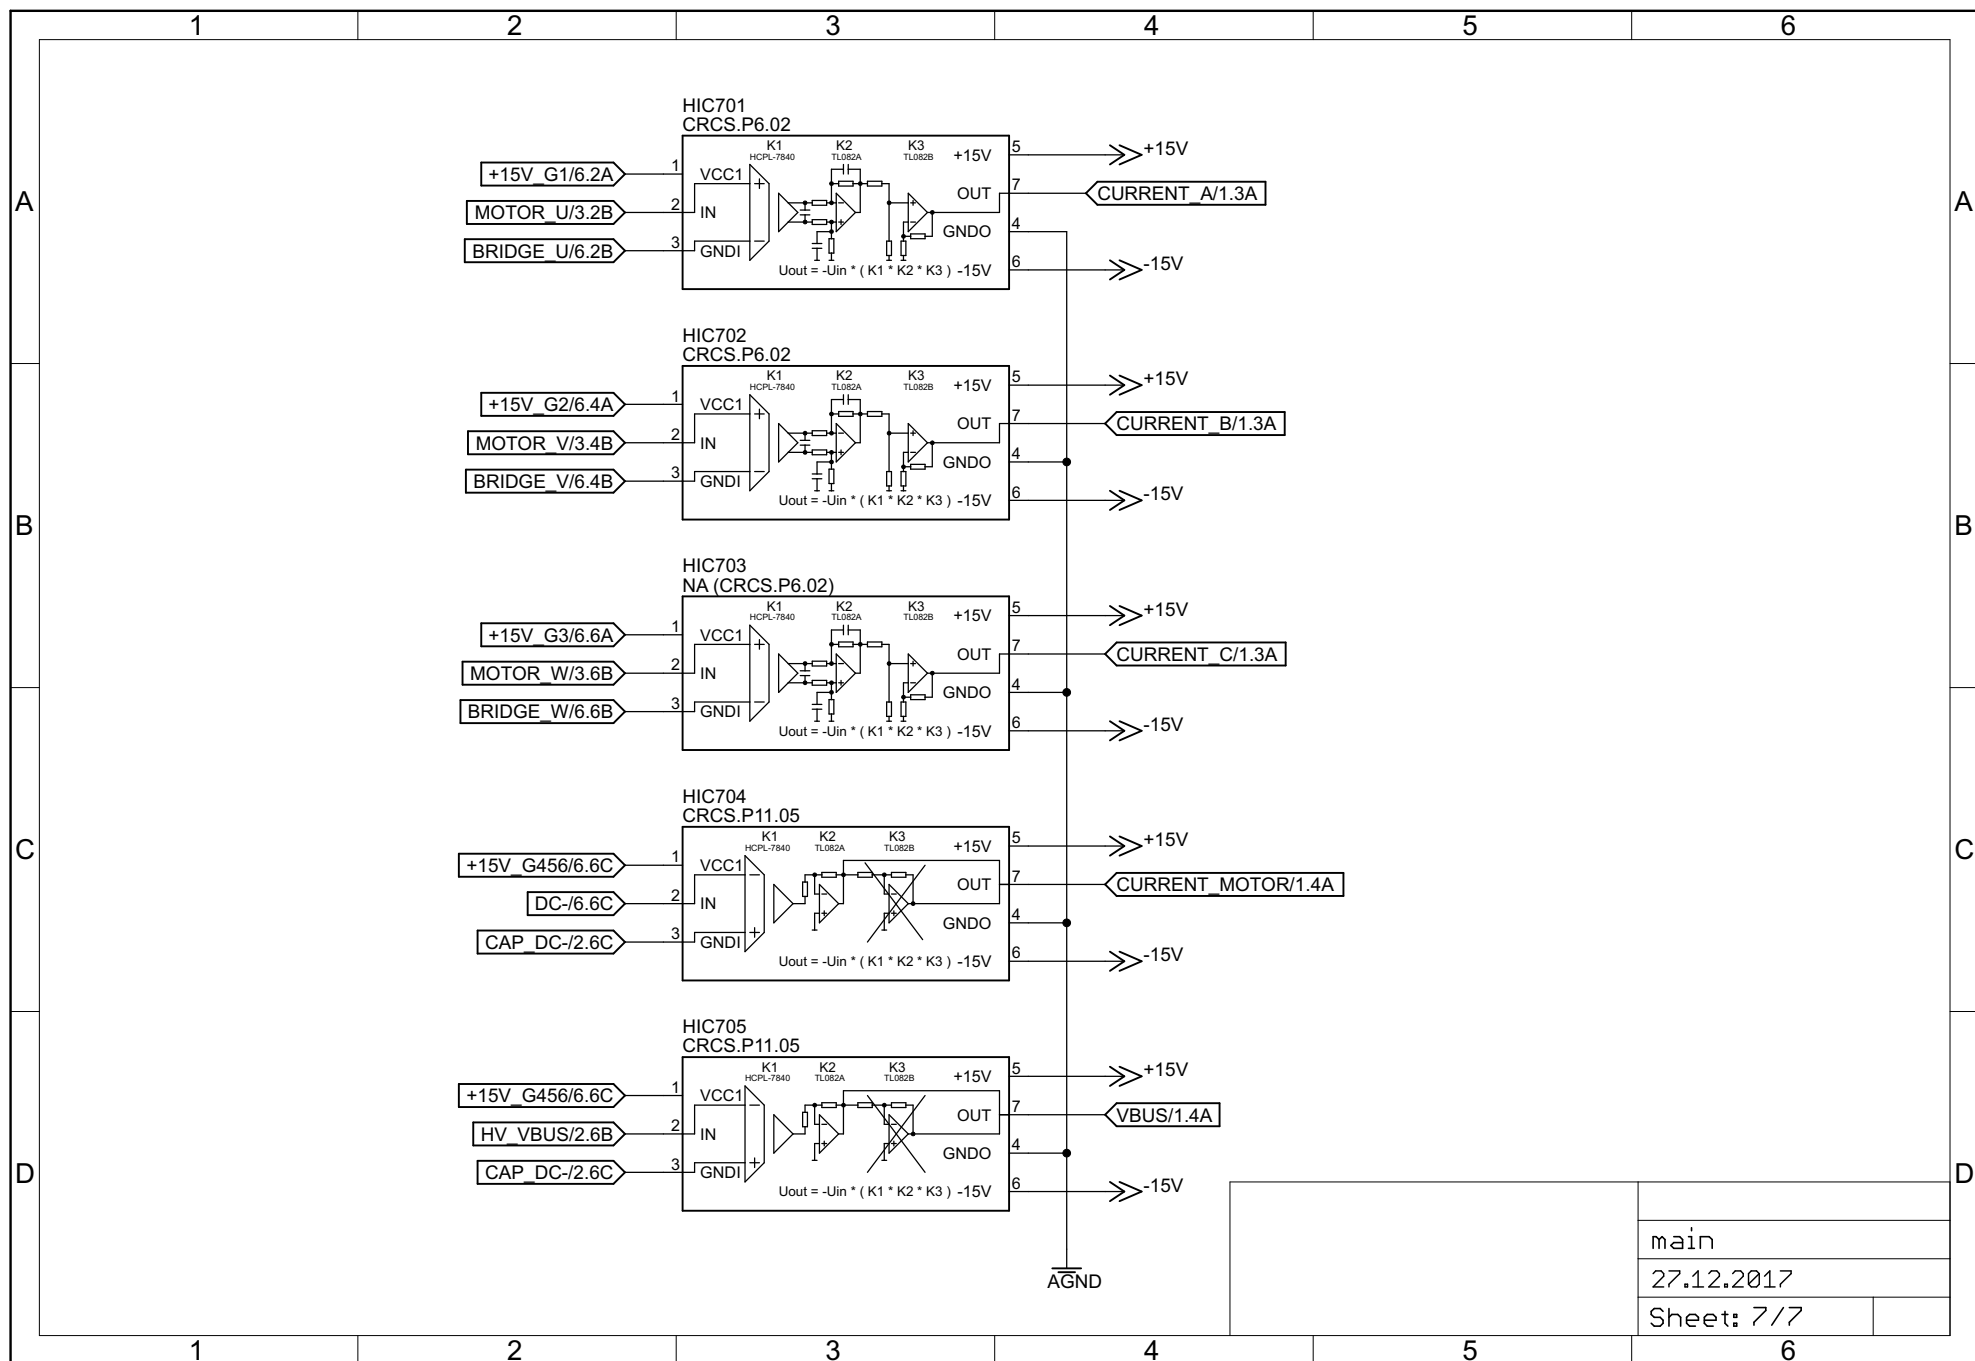 1 2 3 4 5 6
HIC701
CRCS.P6.02
K1 K2 K3
HCPL-7840 TL082A TL082B
+15V 5 +15V
+15V_G1/6.2A 1 VCC1
OUT 7 CURRENT_A/1.3A
A A
MOTOR_U/3.2B 2 IN
GNDO 4
BRIDGE_U/6.2B 3 GNDI
Uout = -Uin * ( K1 * K2 * K3 ) -15V 6 -15V
HIC702
CRCS.P6.02
K1 K2 K3
HCPL-7840 TL082A TL082B
+15V 5 +15V
+15V_G2/6.4A 1 VCC1
OUT 7 CURRENT_B/1.3A
MOTOR_V/3.4B 2 IN
GNDO 4
BRIDGE_V/6.4B 3 GNDI
Uout = -Uin * ( K1 * K2 * K3 ) -15V 6 -15V
B B
HIC703
NA (CRCS.P6.02)
K1 K2 K3
HCPL-7840 TL082A TL082B
+15V 5 +15V
+15V_G3/6.6A 1 VCC1
OUT 7 CURRENT_C/1.3A
MOTOR_W/3.6B 2 IN
GNDO 4
BRIDGE_W/6.6B 3 GNDI
Uout = -Uin * ( K1 * K2 * K3 ) -15V 6 -15V
HIC704
CRCS.P11.05
K1 K2 K3
HCPL-7840 TL082A TL082B
+15V 5 +15V
C C
+15V_G456/6.6C 1 VCC1
OUT 7 CURRENT_MOTOR/1.4A
DC-/6.6C 2 IN
GNDO 4
CAP_DC-/2.6C 3 GNDI
Uout = -Uin * ( K1 * K2 * K3 ) -15V 6 -15V
HIC705
CRCS.P11.05
K1 K2 K3
HCPL-7840 TL082A TL082B
+15V 5 +15V
+15V_G456/6.6C 1 VCC1
OUT 7 VBUS/1.4A
HV_VBUS/2.6B 2 IN
GNDO 4
CAP_DC-/2.6C 3 GNDI
D D
Uout = -Uin * ( K1 * K2 * K3 ) -15V 6 -15V
main
AGND
27.12.2017
Sheet: 7/7
1 2 3 4 5 6